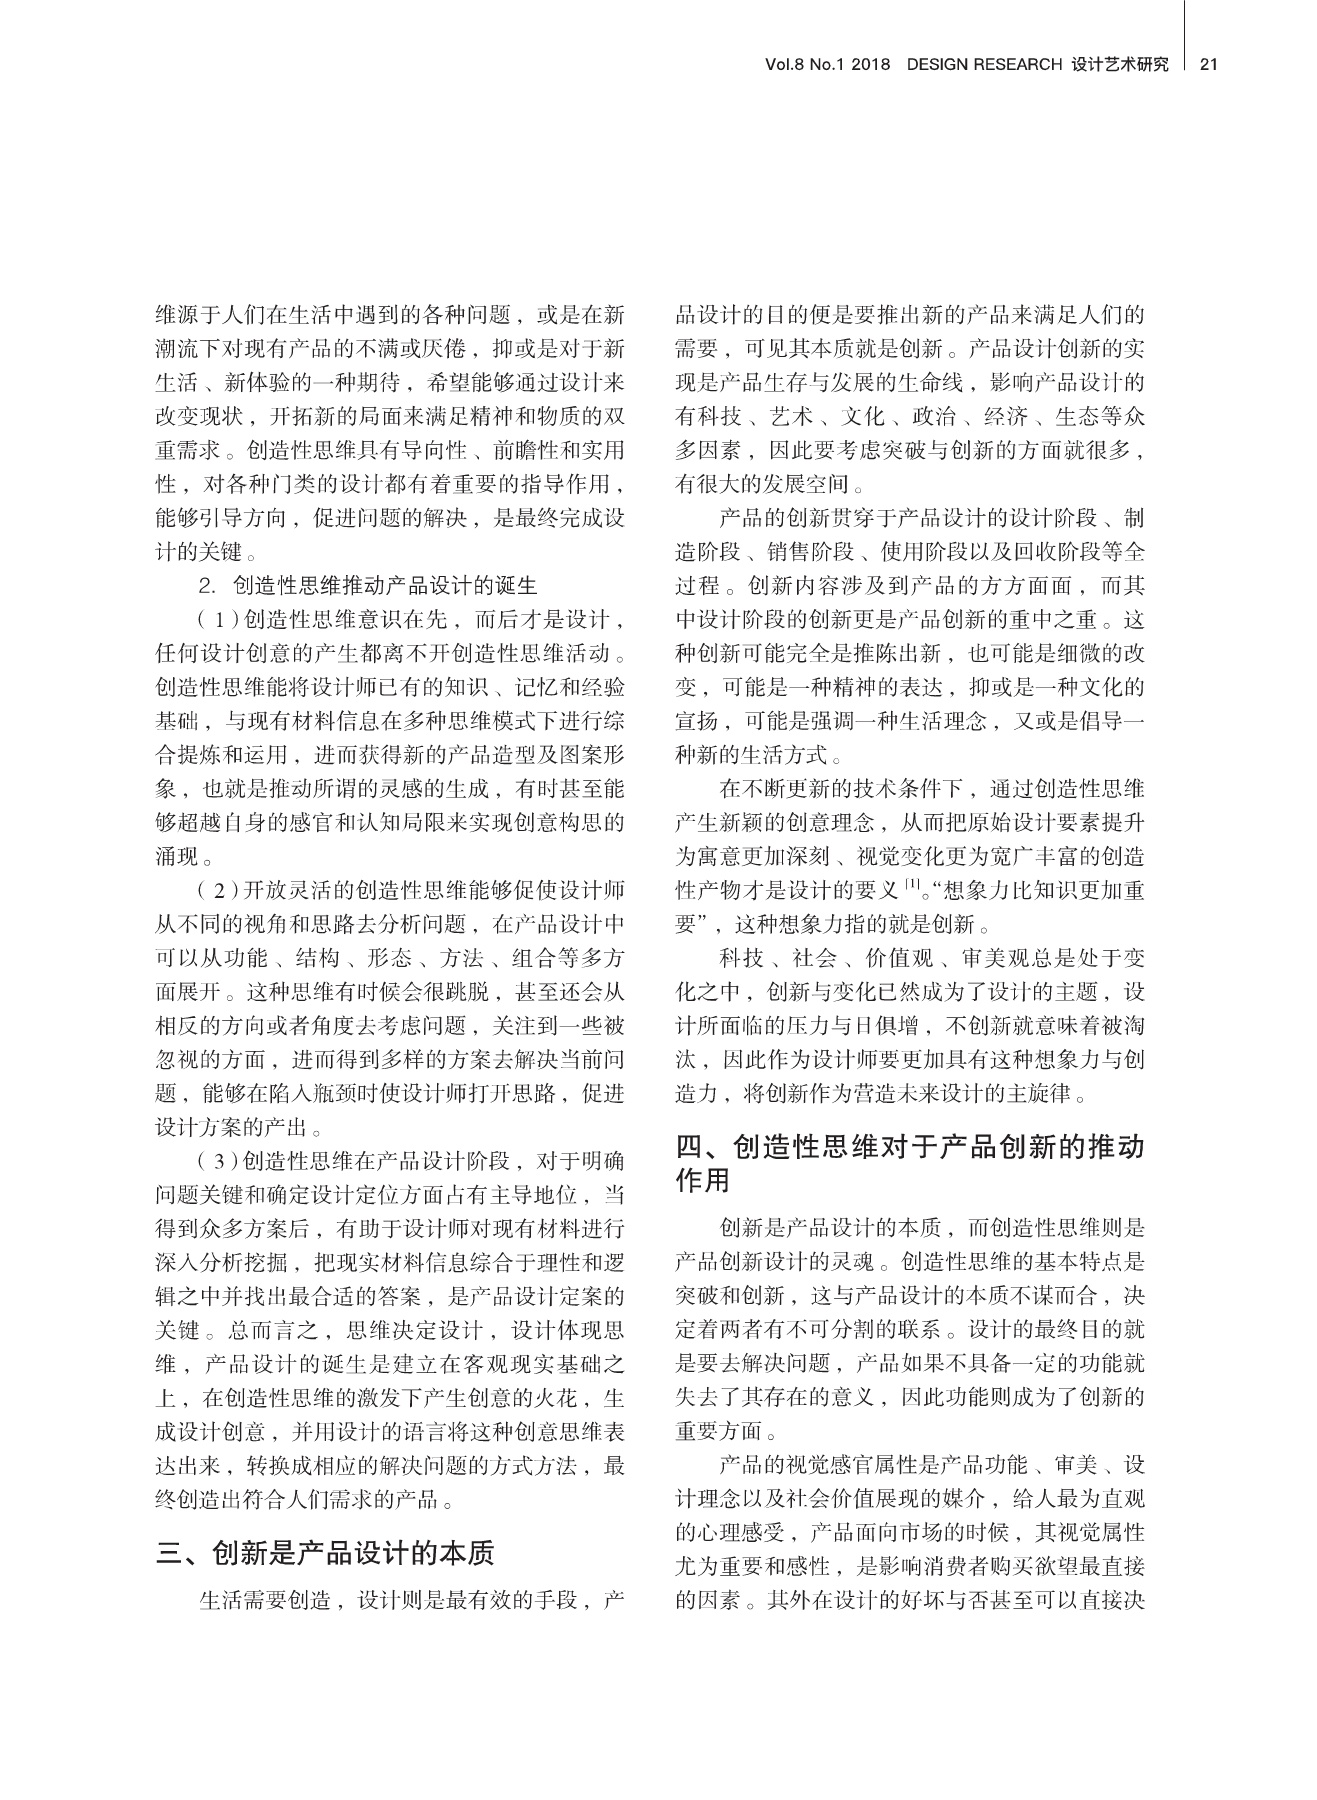 Vol.8 No.1 2018 DESIGN RESEARCH 设计艺术研究 21
维源于人们在生活中遇到的各种问题，或是在新
潮流下对现有产品的不满或厌倦，抑或是对于新
生活、新体验的一种期待，希望能够通过设计来
改变现状，开拓新的局面来满足精神和物质的双
重需求。创造性思维具有导向性、前瞻性和实用
性，对各种门类的设计都有着重要的指导作用，
能够引导方向，促进问题的解决，是最终完成设
计的关键。
2. 创造性思维推动产品设计的诞生
（1）创造性思维意识在先，而后才是设计，
任何设计创意的产生都离不开创造性思维活动。
创造性思维能将设计师已有的知识、记忆和经验
基础，与现有材料信息在多种思维模式下进行综
合提炼和运用，进而获得新的产品造型及图案形
象，也就是推动所谓的灵感的生成，有时甚至能
够超越自身的感官和认知局限来实现创意构思的
涌现。
（2）开放灵活的创造性思维能够促使设计师
从不同的视角和思路去分析问题，在产品设计中
可以从功能、结构、形态、方法、组合等多方
面展开。这种思维有时候会很跳脱，甚至还会从
相反的方向或者角度去考虑问题，关注到一些被
忽视的方面，进而得到多样的方案去解决当前问
题，能够在陷入瓶颈时使设计师打开思路，促进
设计方案的产出。
（3）创造性思维在产品设计阶段，对于明确
问题关键和确定设计定位方面占有主导地位，当
得到众多方案后，有助于设计师对现有材料进行
深入分析挖掘，把现实材料信息综合于理性和逻
辑之中并找出最合适的答案，是产品设计定案的
关键。总而言之，思维决定设计，设计体现思
维，产品设计的诞生是建立在客观现实基础之
上，在创造性思维的激发下产生创意的火花，生
成设计创意，并用设计的语言将这种创意思维表
达出来，转换成相应的解决问题的方式方法，最
终创造出符合人们需求的产品。
三、创新是产品设计的本质
生活需要创造，设计则是最有效的手段，产
品设计的目的便是要推出新的产品来满足人们的
需要，可见其本质就是创新。产品设计创新的实
现是产品生存与发展的生命线，影响产品设计的
有科技、艺术、文化、政治、经济、生态等众
多因素，因此要考虑突破与创新的方面就很多，
有很大的发展空间。
产品的创新贯穿于产品设计的设计阶段、制
造阶段、销售阶段、使用阶段以及回收阶段等全
过程。创新内容涉及到产品的方方面面，而其
中设计阶段的创新更是产品创新的重中之重。这
种创新可能完全是推陈出新，也可能是细微的改
变，可能是一种精神的表达，抑或是一种文化的
宣扬，可能是强调一种生活理念，又或是倡导一
种新的生活方式。
在不断更新的技术条件下，通过创造性思维
产生新颖的创意理念，从而把原始设计要素提升
为寓意更加深刻、视觉变化更为宽广丰富的创造
性产物才是设计的要义[1]。“想象力比知识更加重
要”，这种想象力指的就是创新。
科技、社会、价值观、审美观总是处于变
化之中，创新与变化已然成为了设计的主题，设
计所面临的压力与日俱增，不创新就意味着被淘
汰，因此作为设计师要更加具有这种想象力与创
造力，将创新作为营造未来设计的主旋律。
四、创造性思维对于产品创新的推动
作用
创新是产品设计的本质，而创造性思维则是
产品创新设计的灵魂。创造性思维的基本特点是
突破和创新，这与产品设计的本质不谋而合，决
定着两者有不可分割的联系。设计的最终目的就
是要去解决问题，产品如果不具备一定的功能就
失去了其存在的意义，因此功能则成为了创新的
重要方面。
产品的视觉感官属性是产品功能、审美、设
计理念以及社会价值展现的媒介，给人最为直观
的心理感受，产品面向市场的时候，其视觉属性
尤为重要和感性，是影响消费者购买欲望最直接
的因素。其外在设计的好坏与否甚至可以直接决